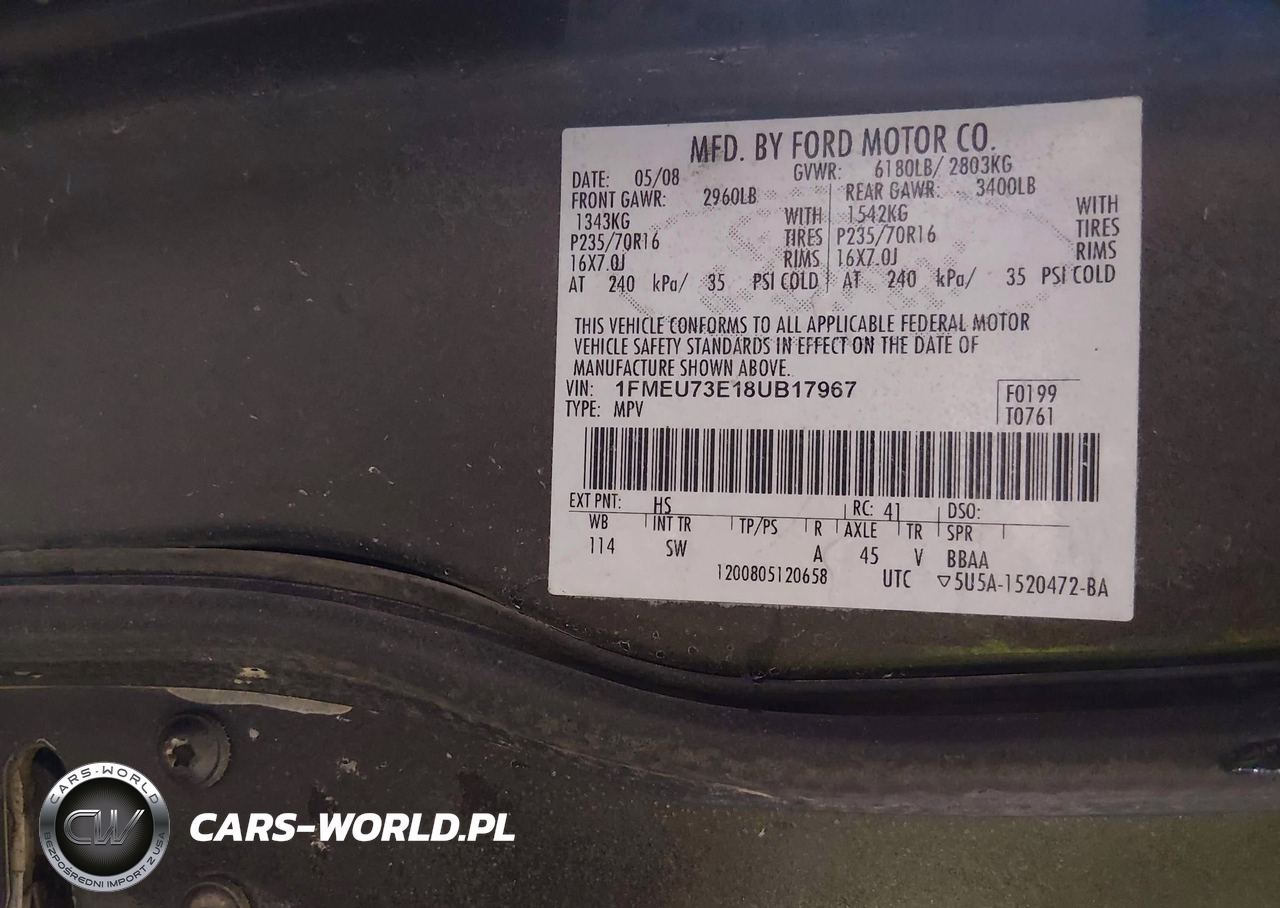 MFD. BY FORD MOTOR CO.
DATE: 05/08 GVWR: 6180LB/ 2803KG
FRONT GAWR: 2960LB REAR GAWR: 3400LB
1343KG WITH 1542KG WITH
P235/70R16 TIRES P235/70R16 TIRES
16X7.0J RIMS 16X7.0J RIMS
AT 240 kPa/ 35 PSI COLD AT 240 kPa/ 35 PSI COLD
THIS VEHICLE CONFORMS TO ALL APPLICABLE FEDERAL MOTOR
VEHICLE SAFETY STANDARDS IN EFFECT ON THE DATE OF
MANUFACTURE SHOWN ABOVE.
VIN: 1FMEU73E18UB17967 F0199
TYPE: MPV T0761
EXT PNT: HS RC: 41 DSO:
WB INT TR TP/PS R AXLE TR SPR
114 SW A 45 V BBAA
1200805120658 UTC ▽5U5A-1520472-BA
CARS-WORLD
CW
BEZPOŚREDNI IMPORT Z USA
CARS-WORLD.PL